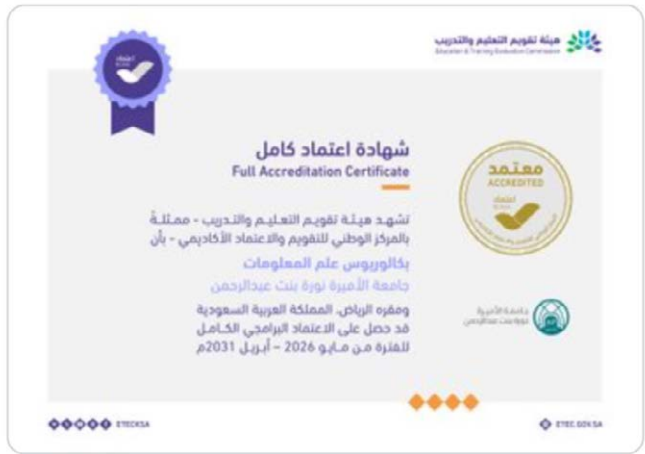 هيئة تقويم التعليم والتدريب
Education & Training Evaluation Commission
اعتماد
شهادة اعتماد كامل
Full Accreditation Certificate
معتمد
ACCREDITED
اعتماد
تشهد هيئة تقويم التعليم والتدريب - ممثلةً
بالمركز الوطني للتقويم والاعتماد الأكاديمي - بأن
بكالوريوس علم المعلومات
جامعة الأميرة نورة بنت عبدالرحمن
ومقره الرياض، المملكة العربية السعودية
قد حصل على الاعتماد البرامجي الكامل
للفترة من مايو 2026 – أبريل 2031م
جامعة الأميرة
نورة بنت عبدالرحمن
ETECKSA
ETEC.GOV.SA